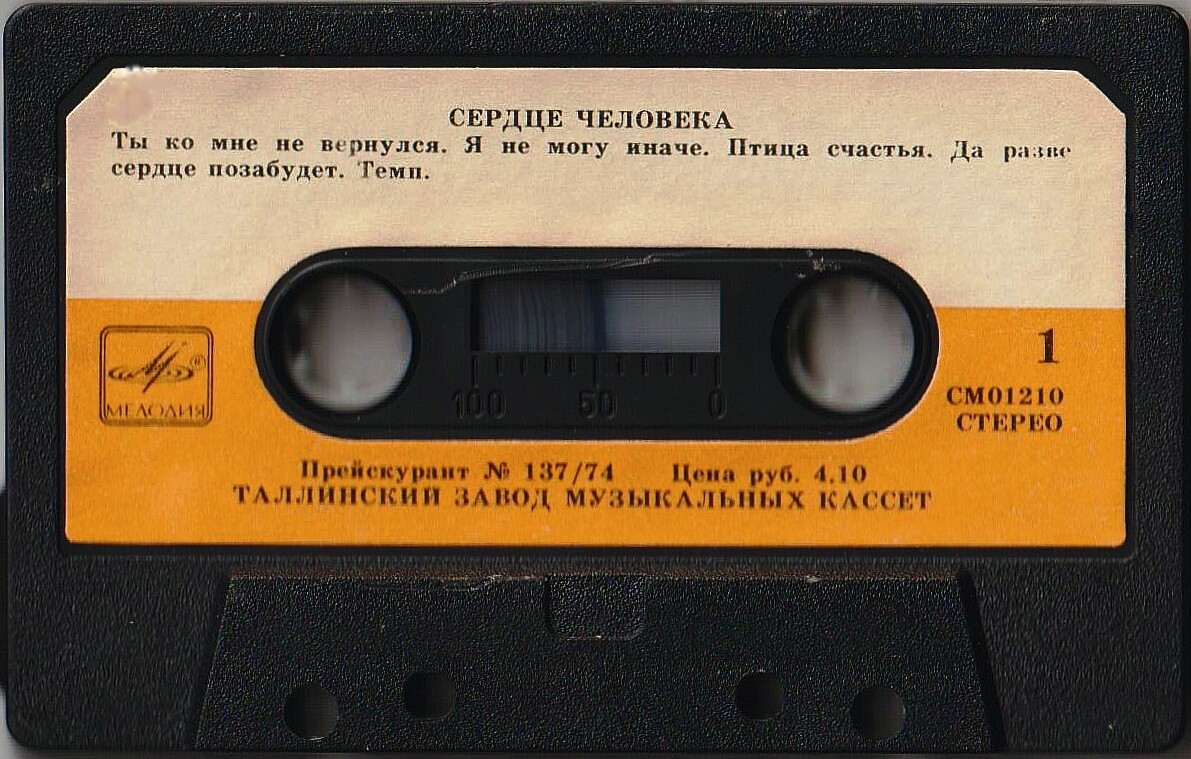 СЕРДЦЕ ЧЕЛОВЕКА
Ты ко мне не вернулся. Я не могу иначе. Птица счастья. Да разве
сердце позабудет. Темп.
МЕЛОДИЯ
1
СМ01210
СТЕРЕО
100 50 0
Прейскурант № 137/74 Цена руб. 4.10
ТАЛЛИНСКИЙ ЗАВОД МУЗЫКАЛЬНЫХ КАССЕТ